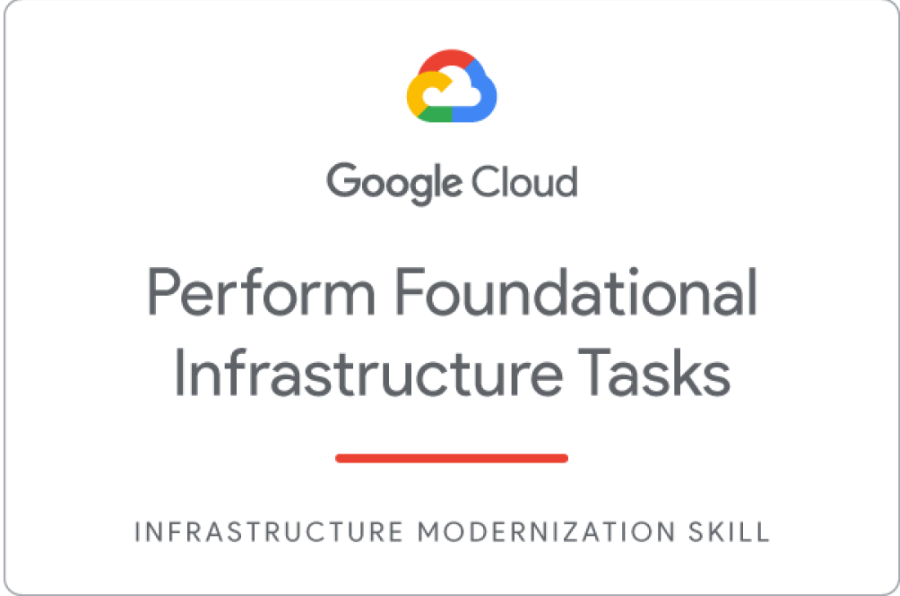 Google Cloud
Perform Foundational
Infrastructure Tasks
INFRASTRUCTURE MODERNIZATION SKILL